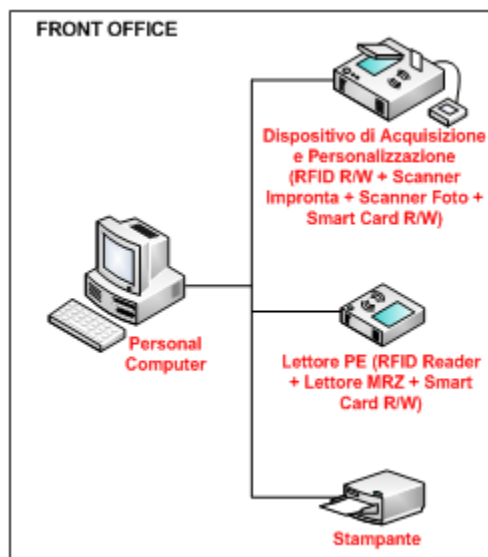 FRONT OFFICE
Dispositivo di Acquisizione
e Personalizzazione
(RFID R/W + Scanner
Impronta + Scanner Foto +
Smart Card R/W)
Personal
Computer
Lettore PE (RFID Reader
+ Lettore MRZ + Smart
Card R/W)
Stampante